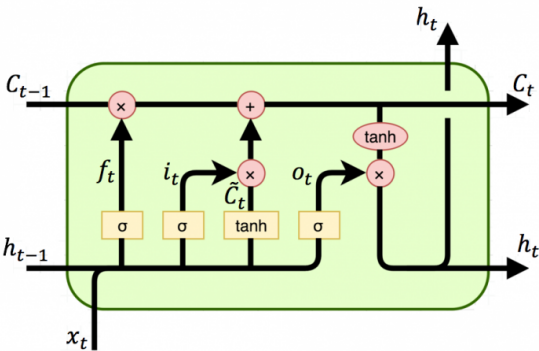 h_t
C_{t-1} × + C_t
tanh
f_t i_t × o_t ×
C̃_t
σ σ tanh σ
h_{t-1} h_t
x_t